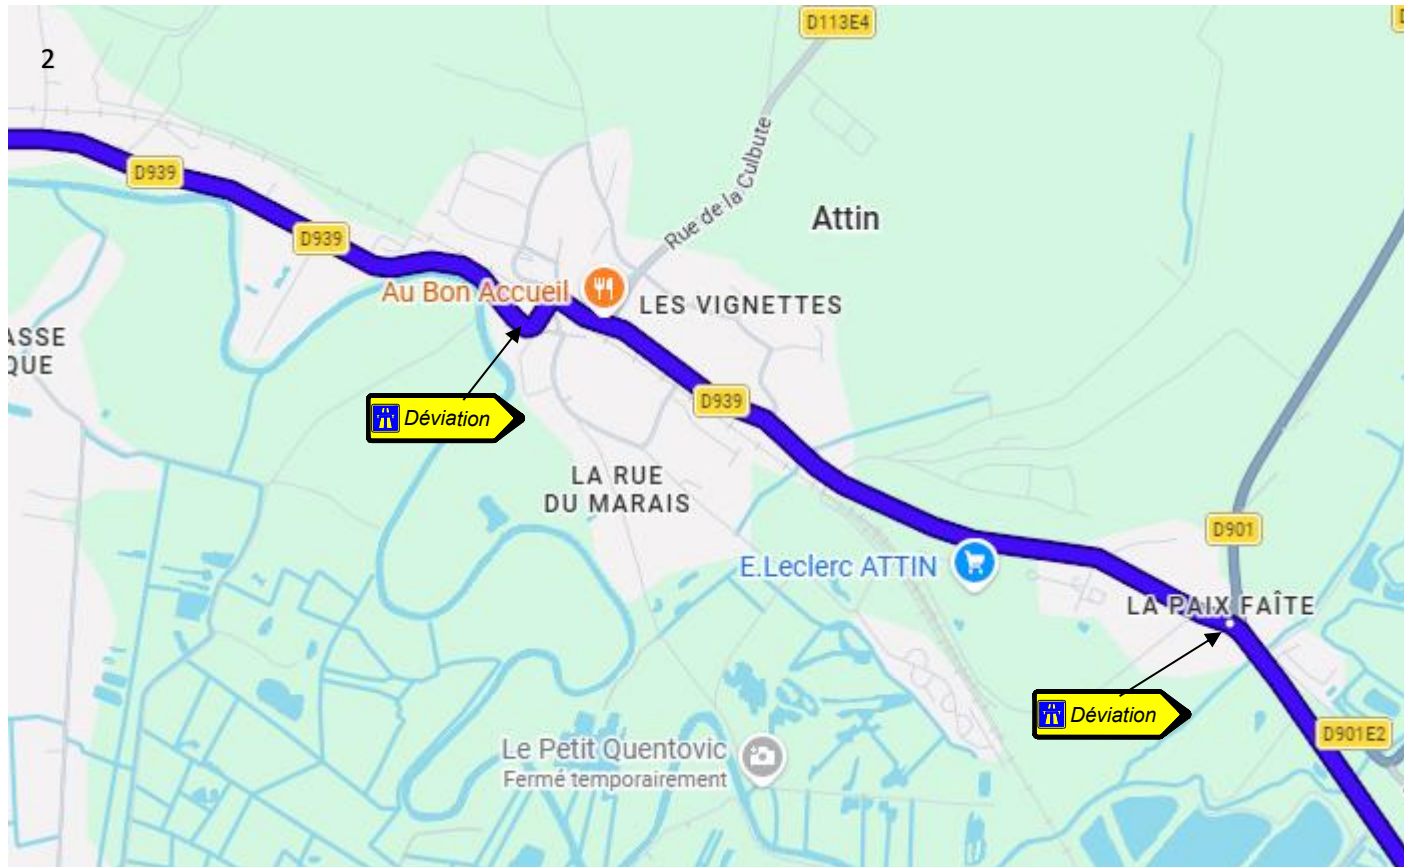 2
D113E4
D939
Rue de la Culbute
Attin
D939
Au Bon Accueil
LES VIGNETTES
ASSE
QUE
D939
Déviation
LA RUE
DU MARAIS
D901
E.Leclerc ATTIN
LA PAIX FAÎTE
Déviation
D901E2
Le Petit Quentovic
Fermé temporairement